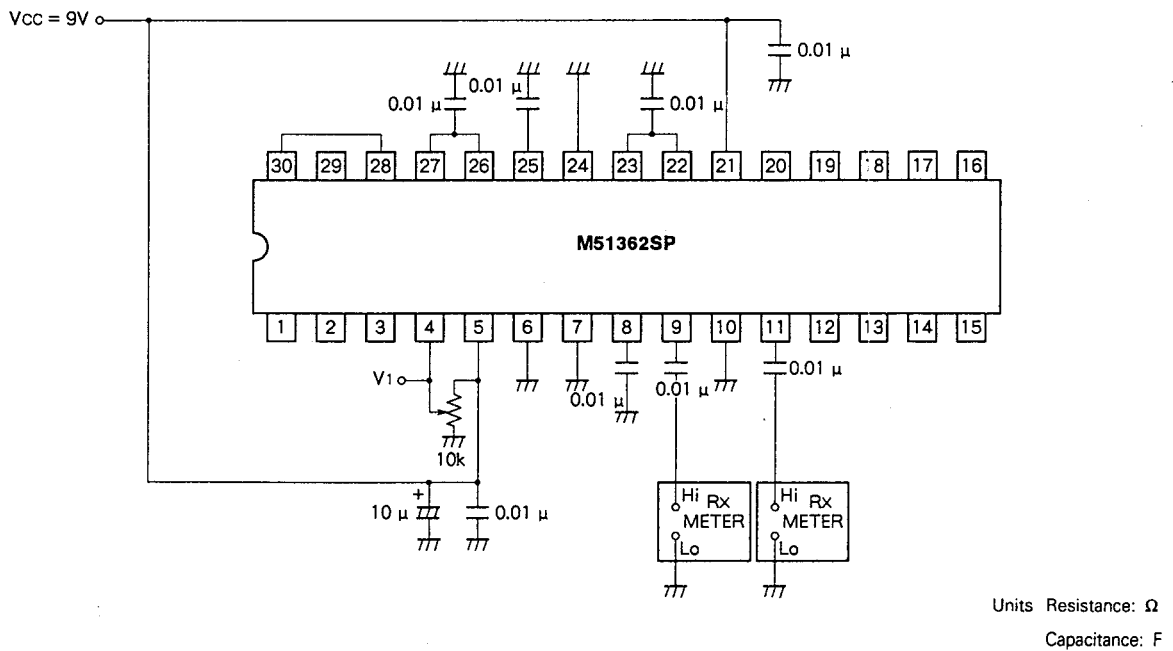 VCC = 9V
0.01 μ
0.01 μ
0.01 μ
0.01 μ
30 29 28 27 26 25 24 23 22 21 20 19 18 17 16
M51362SP
1 2 3 4 5 6 7 8 9 10 11 12 13 14 15
V1
0.01 μ
0.01 μ
0.01 μ
10k
+
10 μ
0.01 μ
Hi Rx
METER
Lo
Hi Rx
METER
Lo
Units Resistance: Ω
Capacitance: F